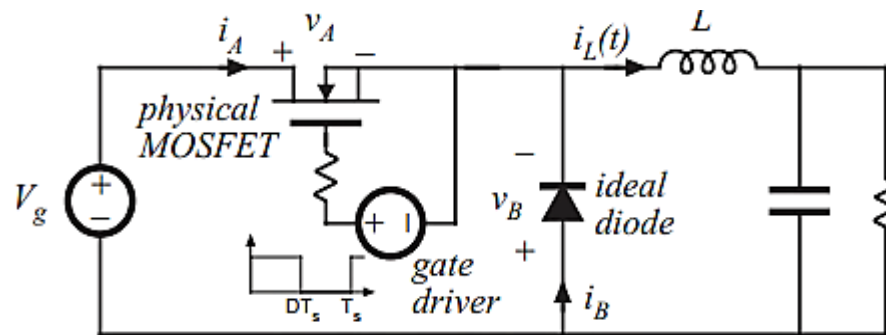 i_A + v_A − i_L(t) L
physical
MOSFET
V_g + −
+ −
gate
driver
DT_s T_s
− v_B +
ideal
diode
i_B